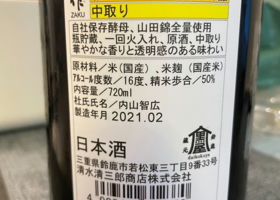 作 ZAKU
中取り
自社保存酵母、山田錦全量使用
瓶貯蔵、一回火入れ、原酒、中取り
華やかな香りと透明感のある味わい
原材料／米(国産)、米麹(国産米)
アルコール度数／16度、精米歩合／50%
内容量／720ml
杜氏氏名／内山智広
製造年月 2021.02
日本酒
三重県鈴鹿市若松東三丁目9番33号
清水清三郎商店株式会社